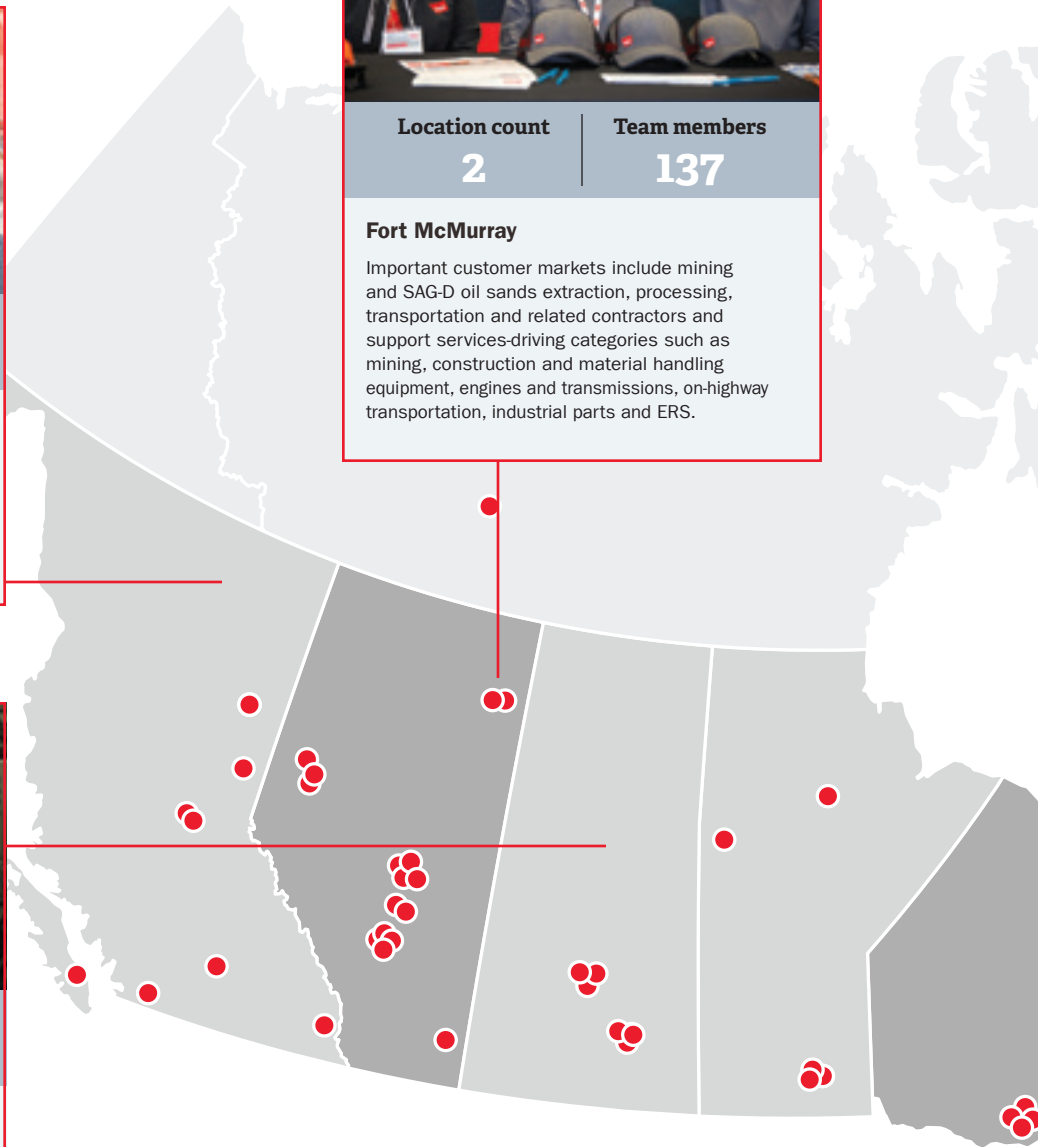 Location count
2
Team members
137
Fort McMurray
Important customer markets include mining
and SAG-D oil sands extraction, processing,
transportation and related contractors and
support services-driving categories such as
mining, construction and material handling
equipment, engines and transmissions, on-highway
transportation, industrial parts and ERS.